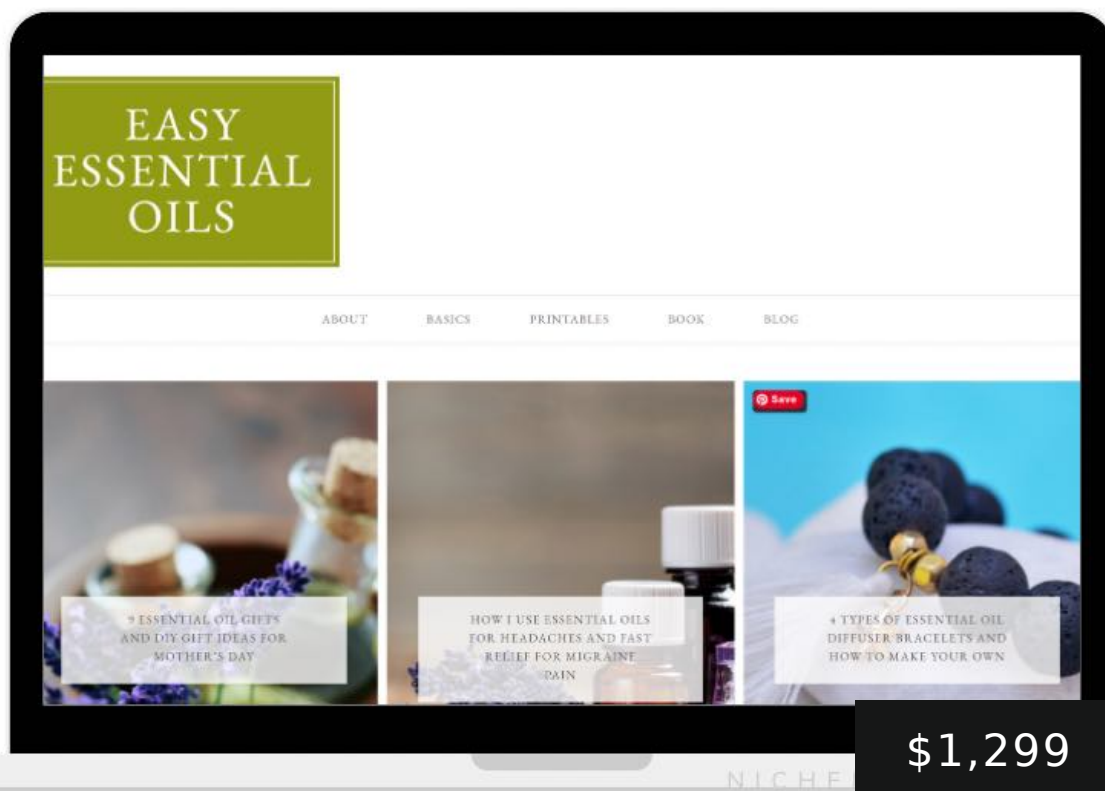 EASY
ESSENTIAL
OILS
ABOUT BASICS PRINTABLES BOOK BLOG
Save
9 ESSENTIAL OIL GIFTS
AND DIY GIFT IDEAS FOR
MOTHER'S DAY
HOW I USE ESSENTIAL OILS
FOR HEADACHES AND FAST
RELIEF FOR MIGRAINE
PAIN
4 TYPES OF ESSENTIAL OIL
DIFFUSER BRACELETS AND
HOW TO MAKE YOUR OWN
$1,299